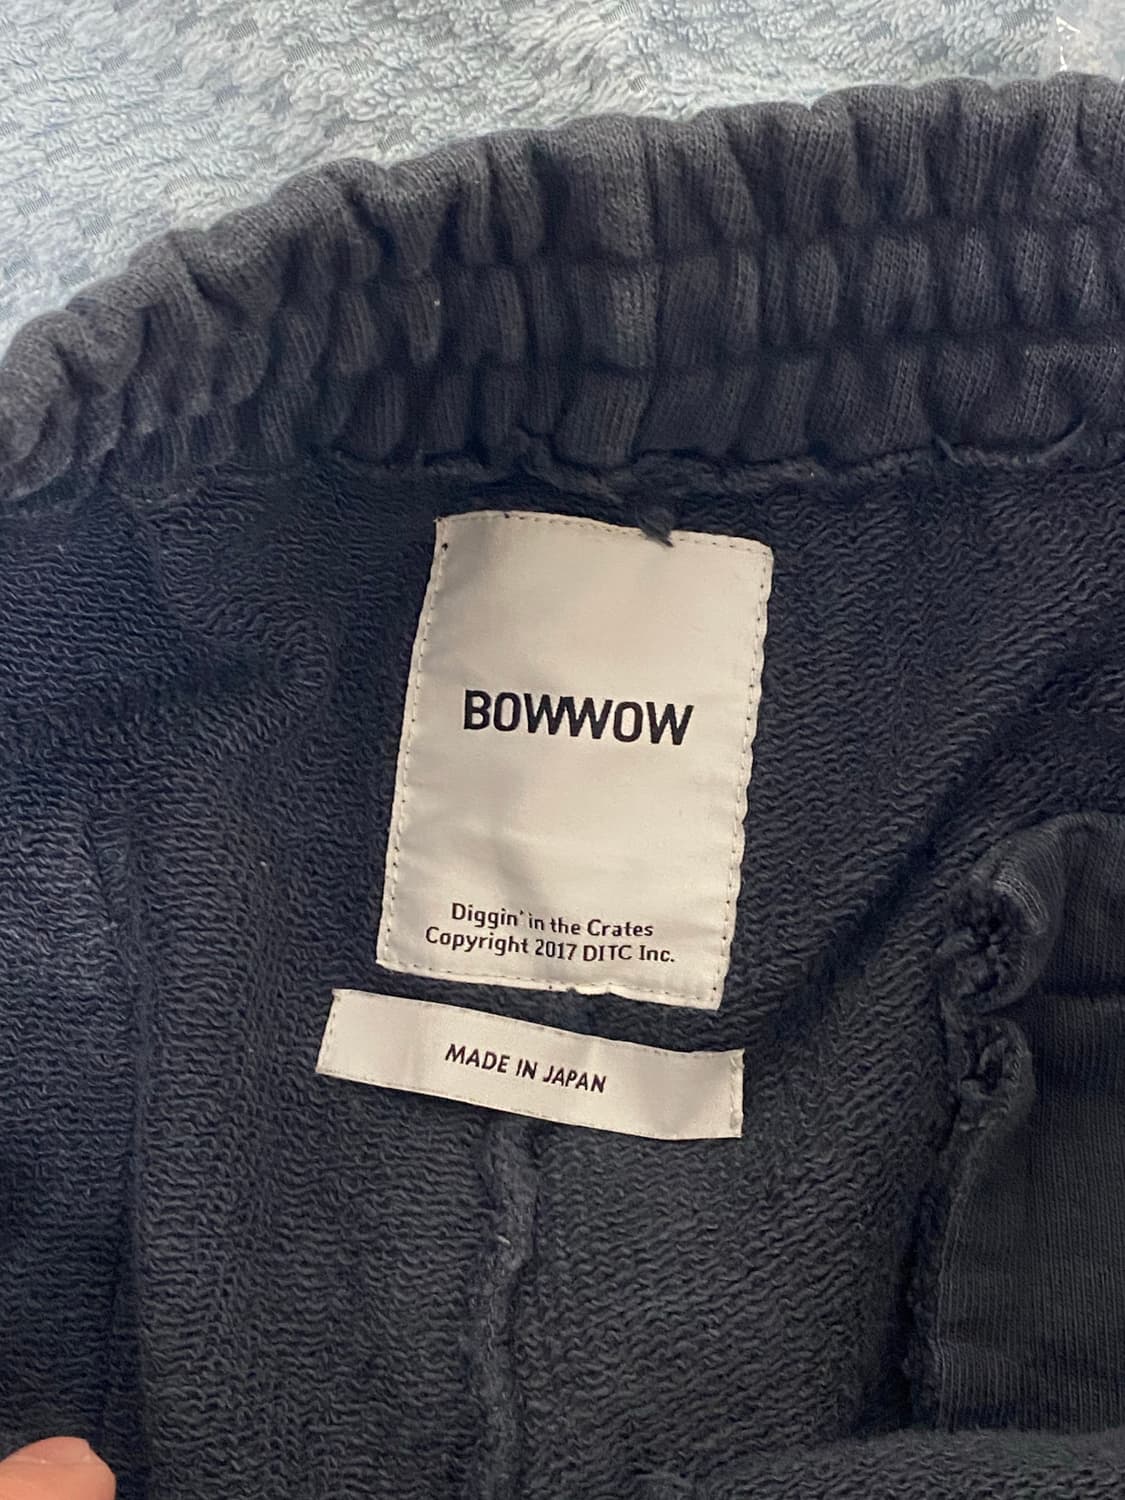 BOWWOW
Diggin' in the Crates
Copyright 2017 DITC Inc.
MADE IN JAPAN